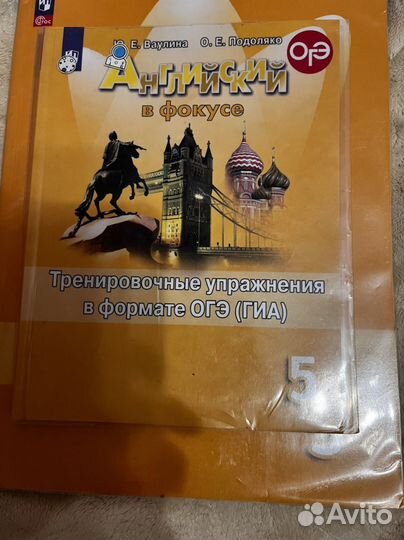 Ю. Е. Ваулина О. Е. Подоляко
ОГЭ
Английский
в фокусе
Тренировочные упражнения
в формате ОГЭ (ГИА)
5
Avito